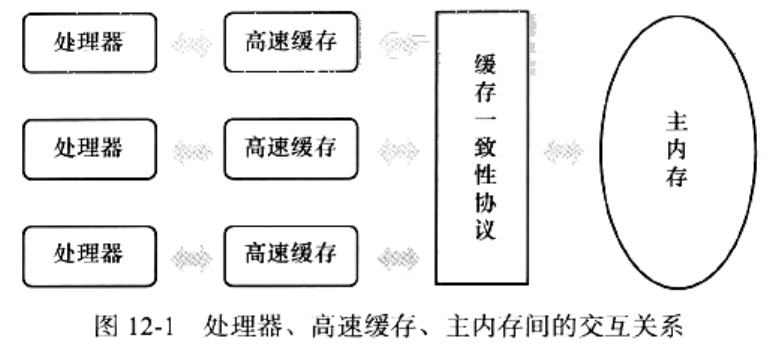 处理器
高速缓存
处理器
高速缓存
处理器
高速缓存
缓存一致性协议
主内存
图 12-1 处理器、高速缓存、主内存间的交互关系